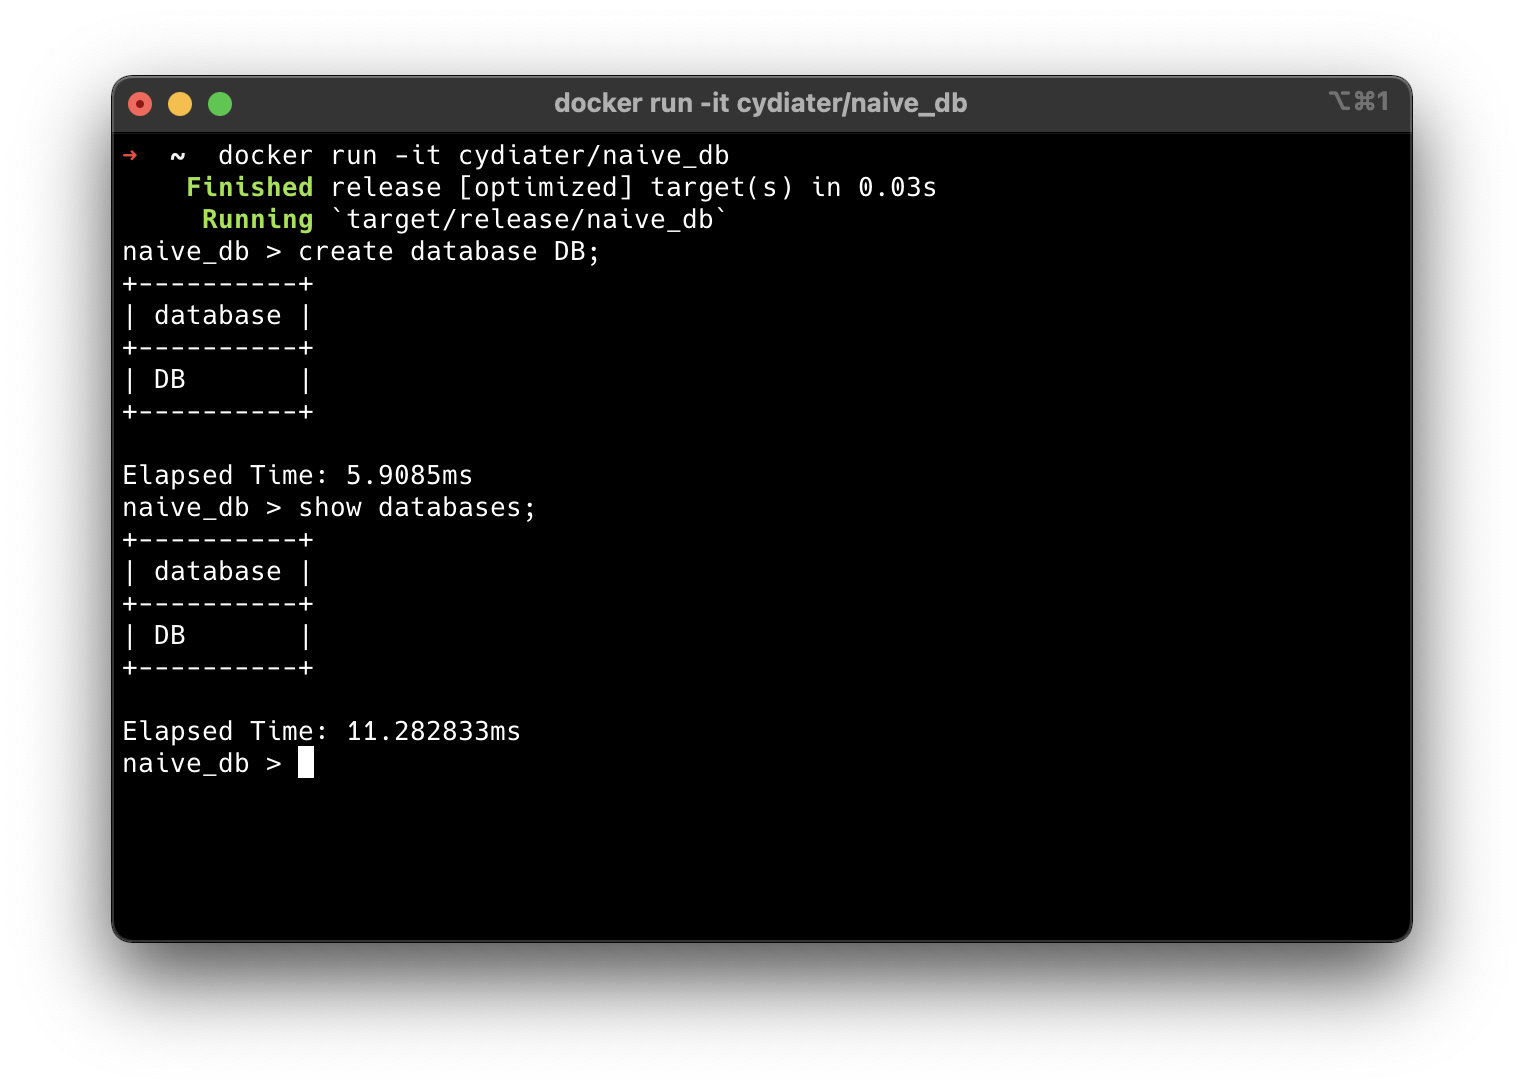 docker run -it cydiater/naive_db
⌥⌘1
→  ~  docker run -it cydiater/naive_db
    Finished release [optimized] target(s) in 0.03s
     Running `target/release/naive_db`
naive_db > create database DB;
+----------+
| database |
+----------+
| DB       |
+----------+

Elapsed Time: 5.9085ms
naive_db > show databases;
+----------+
| database |
+----------+
| DB       |
+----------+

Elapsed Time: 11.282833ms
naive_db >